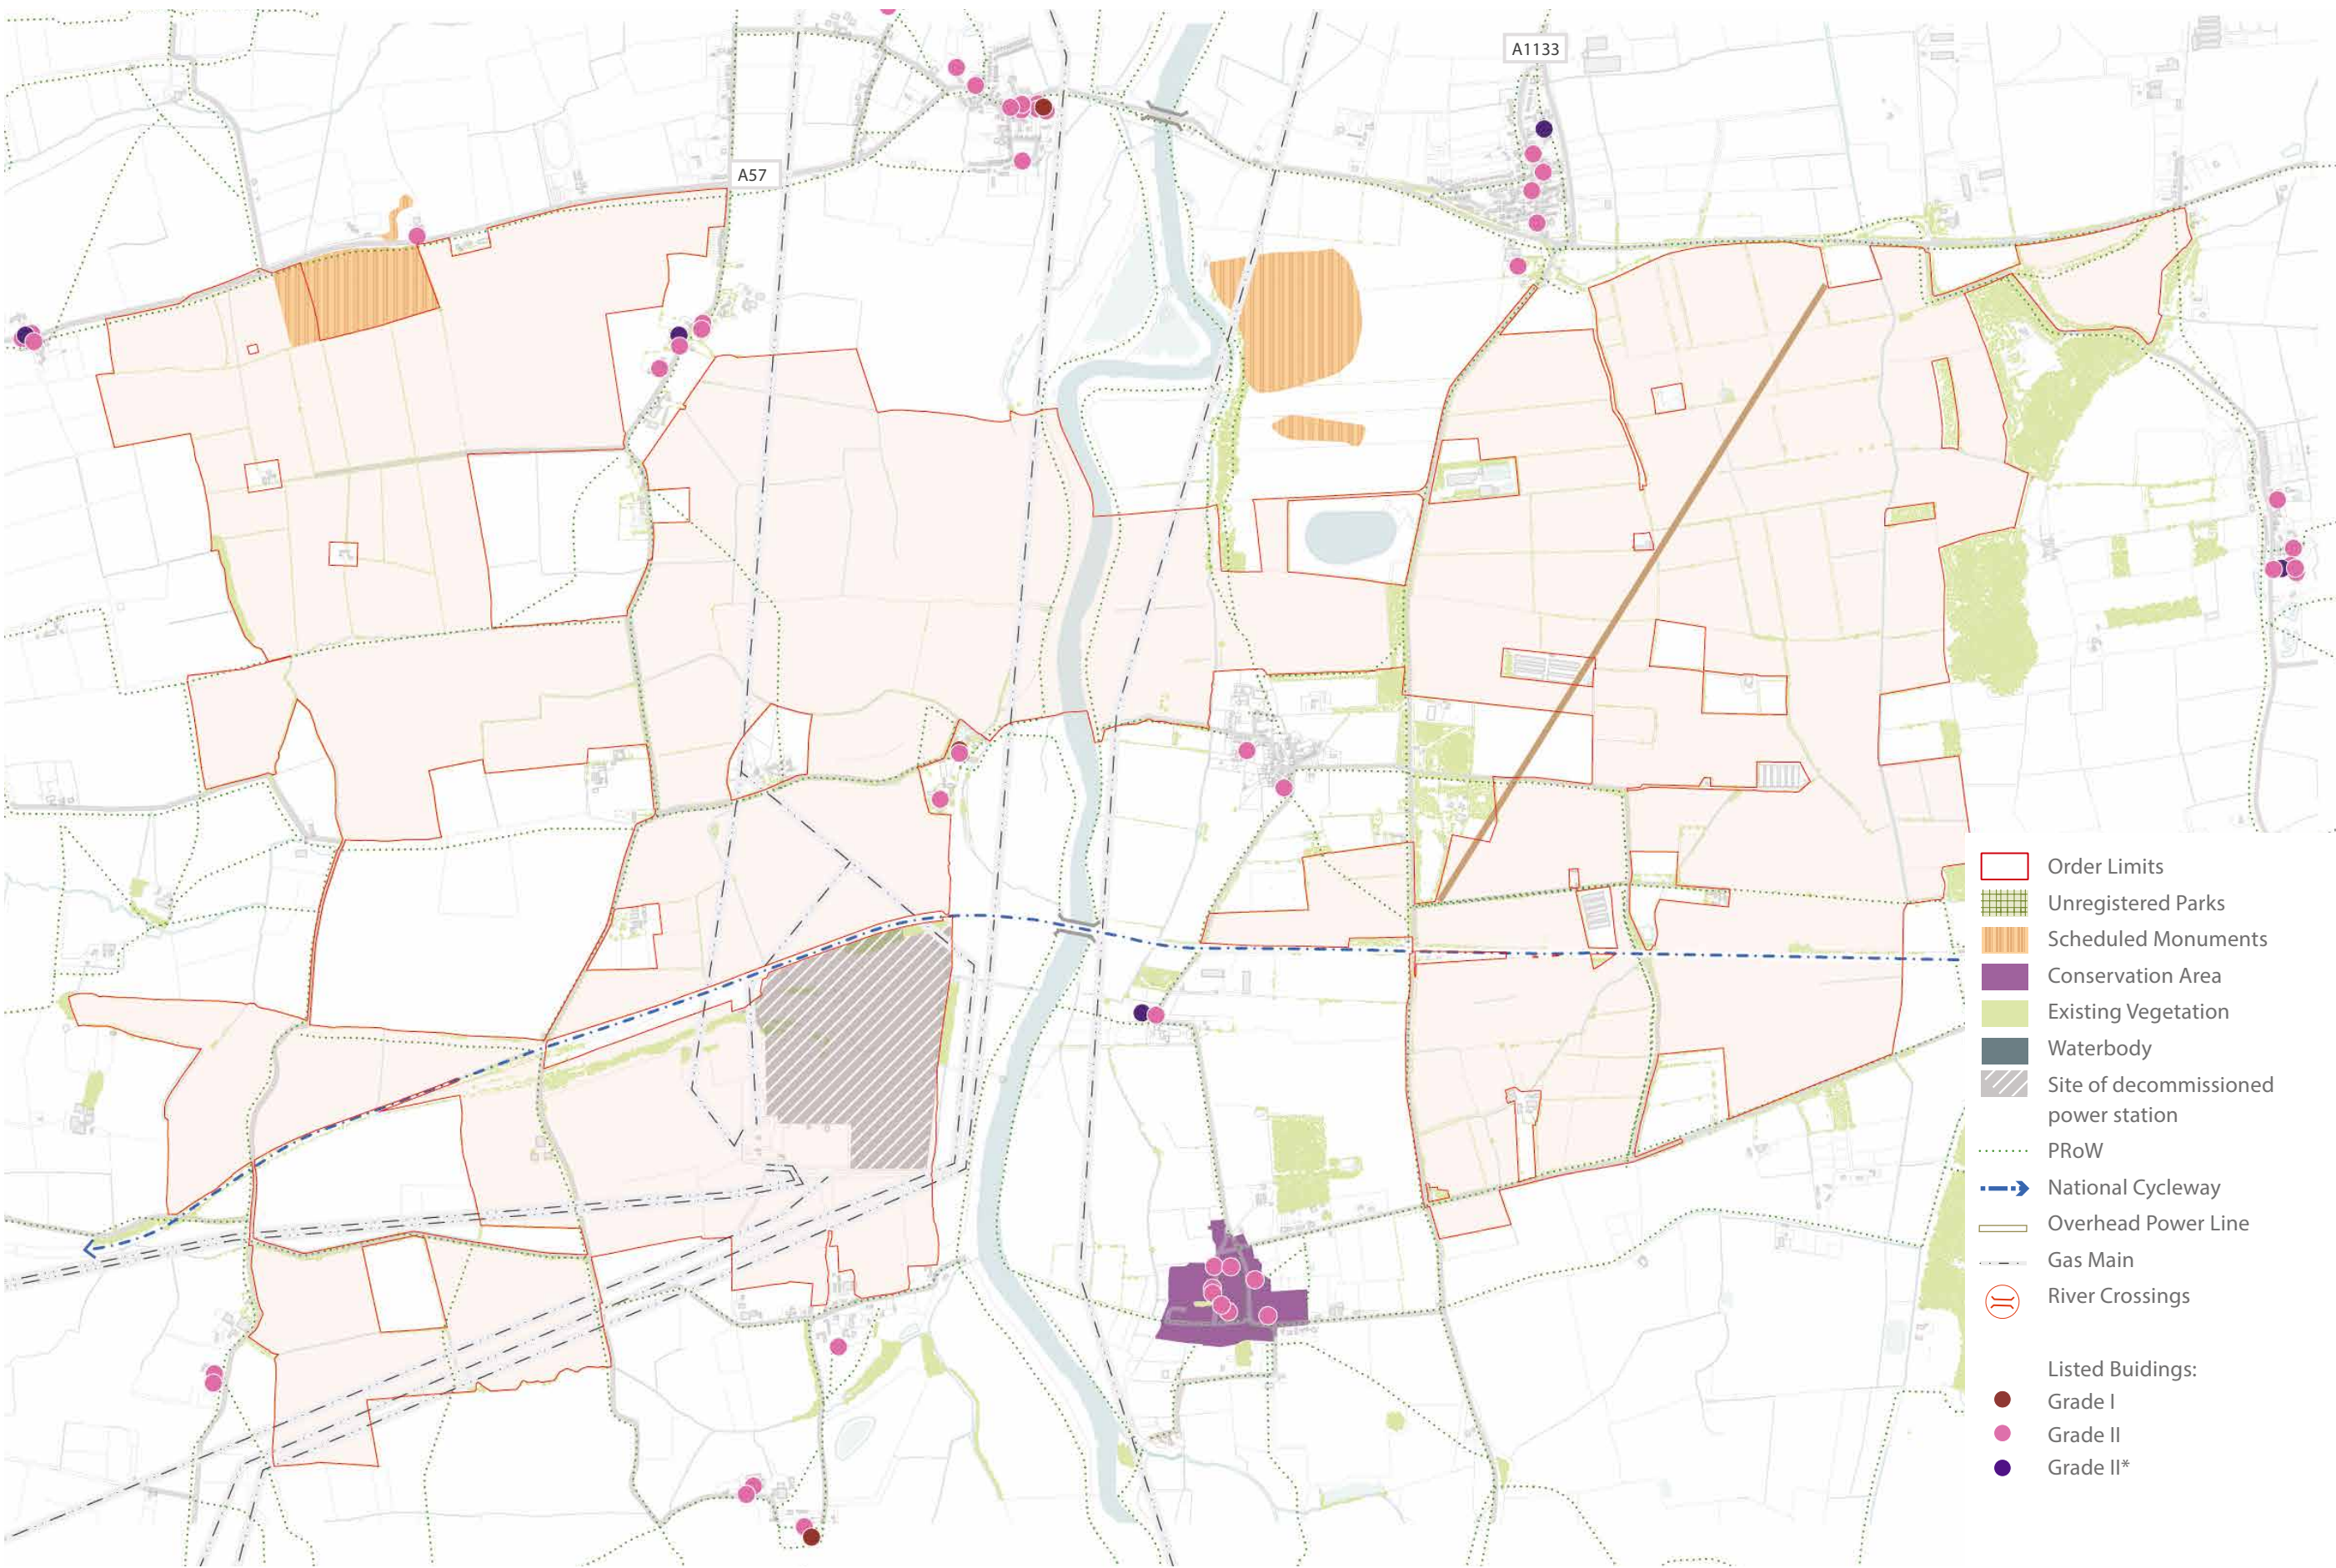 A1133
A57
Order Limits
Unregistered Parks
Scheduled Monuments
Conservation Area
Existing Vegetation
Waterbody
Site of decommissioned
power station
PRoW
National Cycleway
Overhead Power Line
Gas Main
River Crossings
Listed Buidings:
Grade I
Grade II
Grade II*